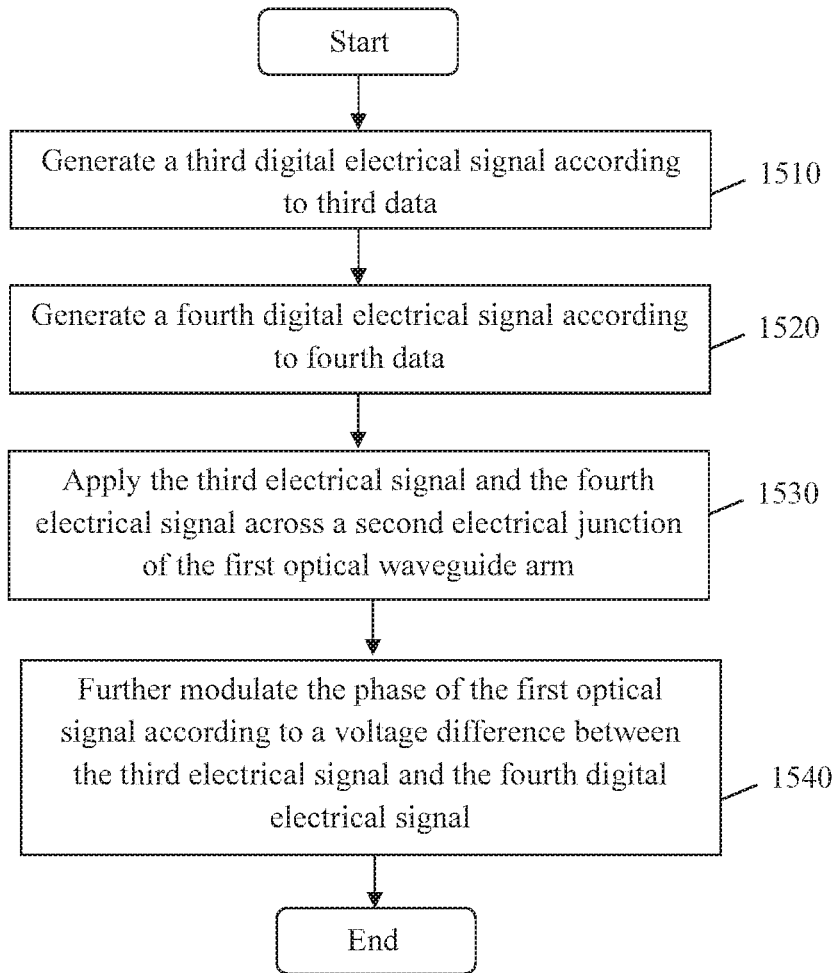 Start
Generate a third digital electrical signal according
to third data
1510
Generate a fourth digital electrical signal according
to fourth data
1520
Apply the third electrical signal and the fourth
electrical signal across a second electrical junction
of the first optical waveguide arm
1530
Further modulate the phase of the first optical
signal according to a voltage difference between
the third electrical signal and the fourth digital
electrical signal
1540
End